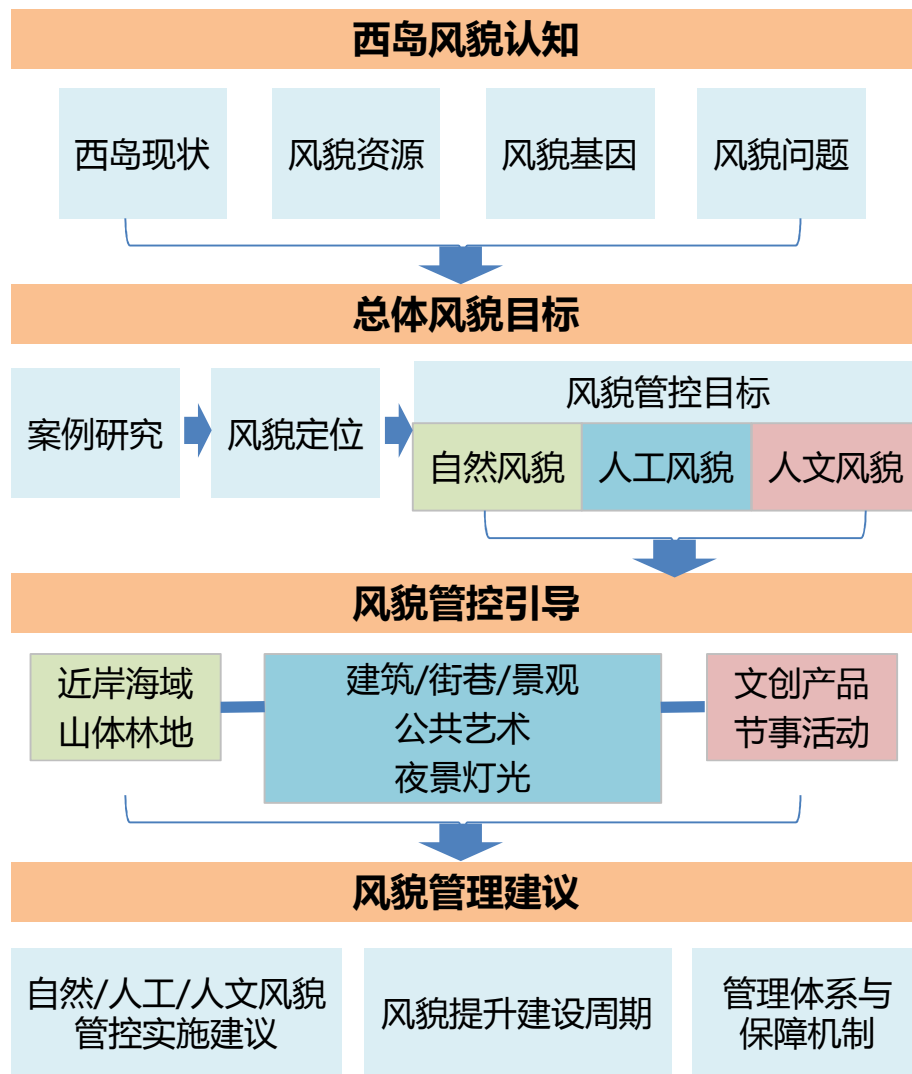 西岛风貌认知
西岛现状
风貌资源
风貌基因
风貌问题
总体风貌目标
案例研究
风貌定位
风貌管控目标
自然风貌
人工风貌
人文风貌
风貌管控引导
近岸海域
山体林地
建筑/街巷/景观
公共艺术
夜景灯光
文创产品
节事活动
风貌管理建议
自然/人工/人文风貌
管控实施建议
风貌提升建设周期
管理体系与
保障机制